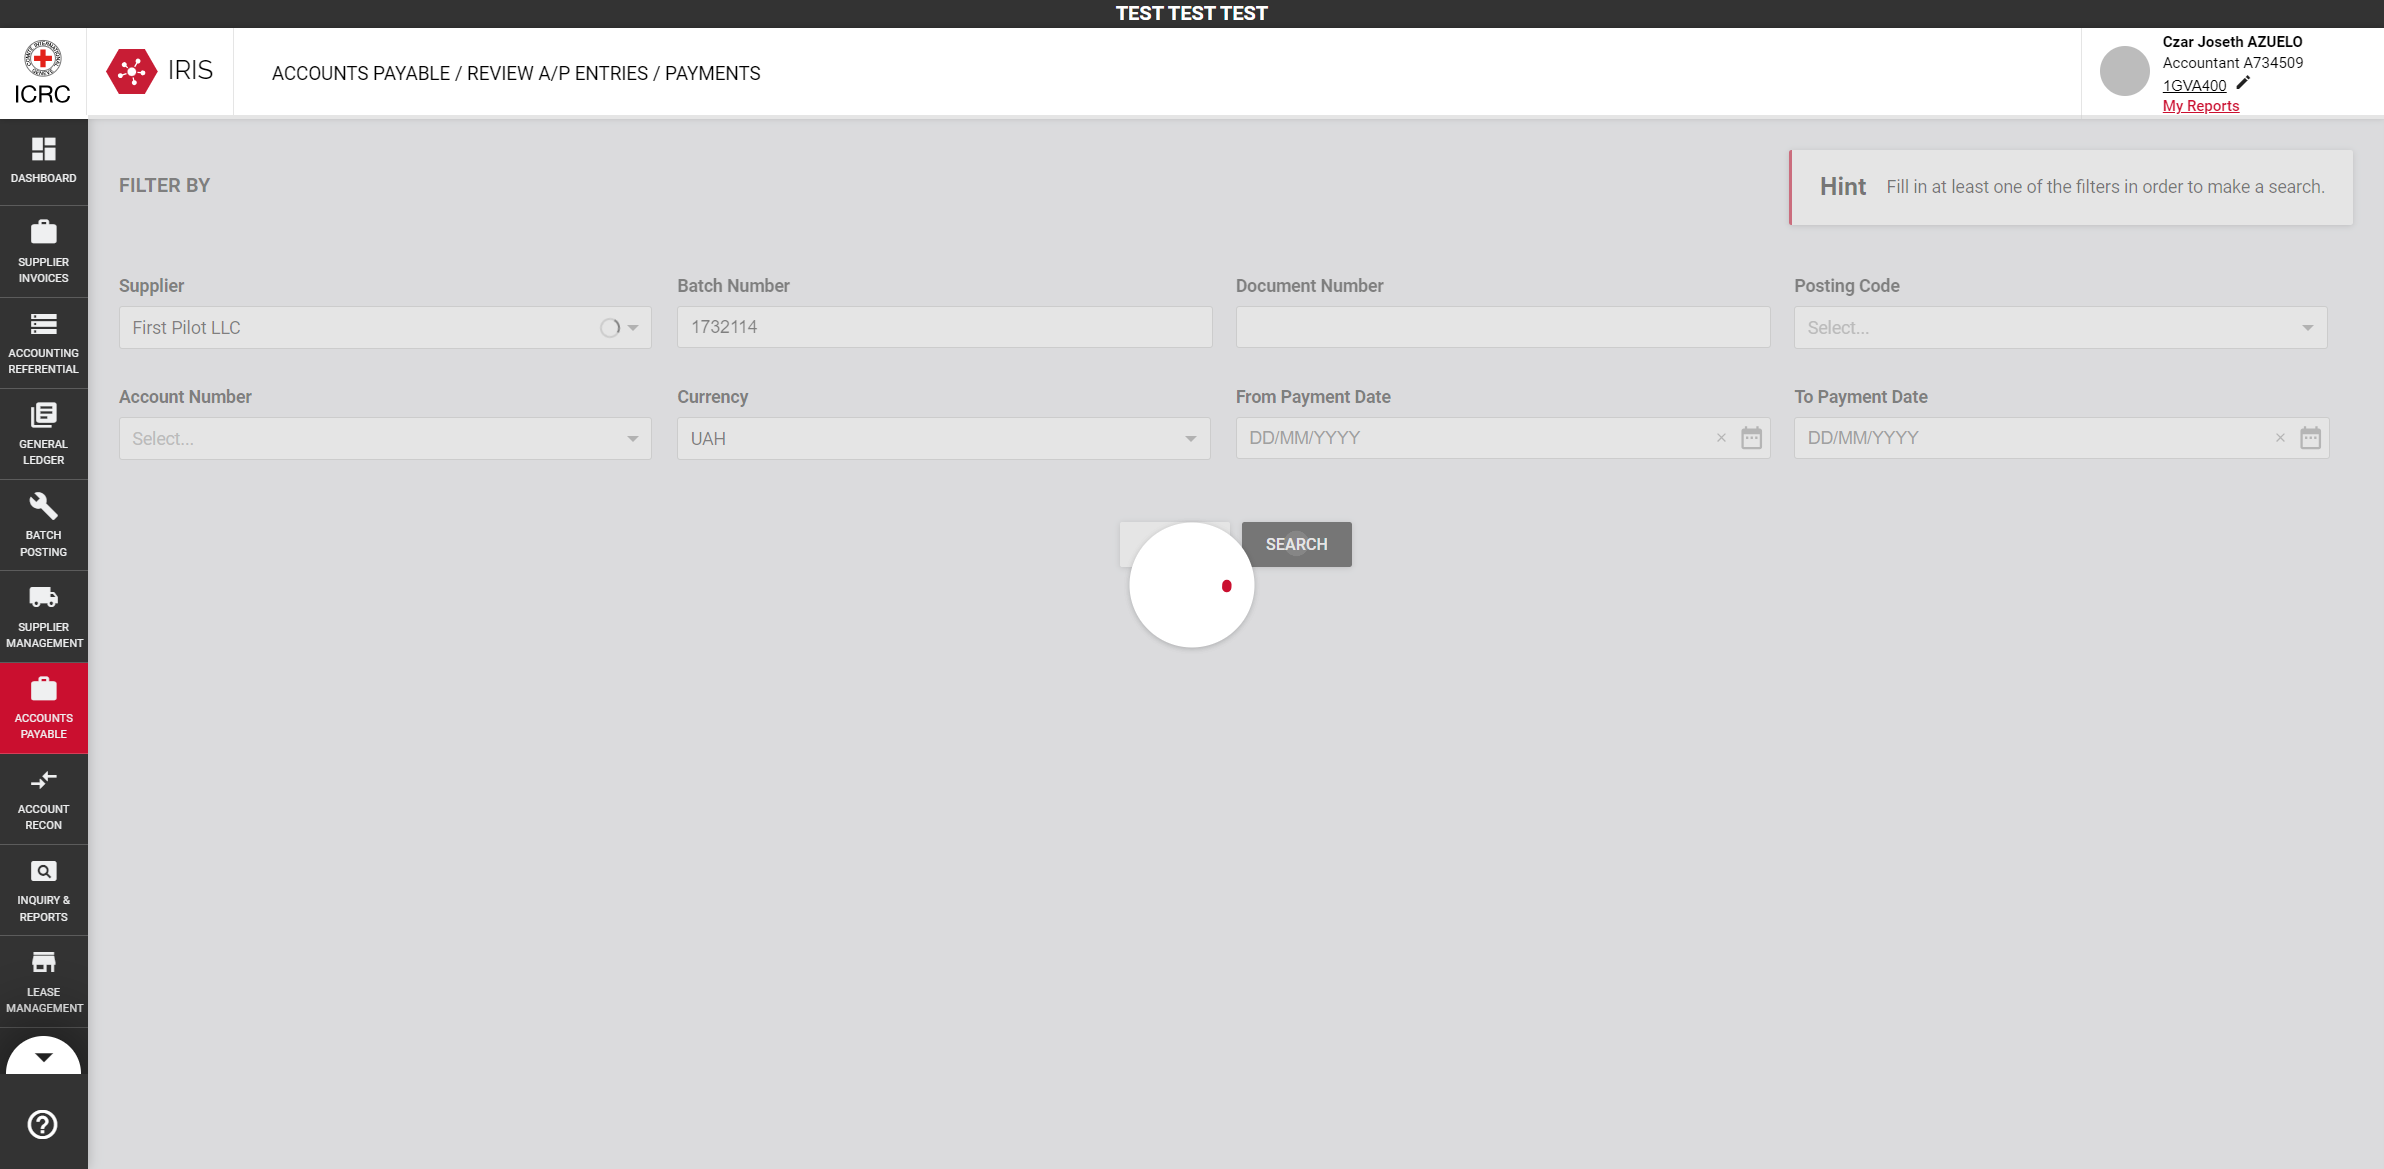 TEST TEST TEST
COMITÉ INTERNATIONAL GENEVE
ICRC
IRIS
ACCOUNTS PAYABLE / REVIEW A/P ENTRIES / PAYMENTS
Czar Joseth AZUELO
Accountant A734509
1GVA400
My Reports
DASHBOARD
SUPPLIER
INVOICES
ACCOUNTING
REFERENTIAL
GENERAL
LEDGER
BATCH
POSTING
SUPPLIER
MANAGEMENT
ACCOUNTS
PAYABLE
ACCOUNT
RECON
INQUIRY &
REPORTS
LEASE
MANAGEMENT
FILTER BY
Hint Fill in at least one of the filters in order to make a search.
Supplier Batch Number Document Number Posting Code
First Pilot LLC 1732114 Select...
Account Number Currency From Payment Date To Payment Date
Select... UAH DD/MM/YYYY DD/MM/YYYY
SEARCH